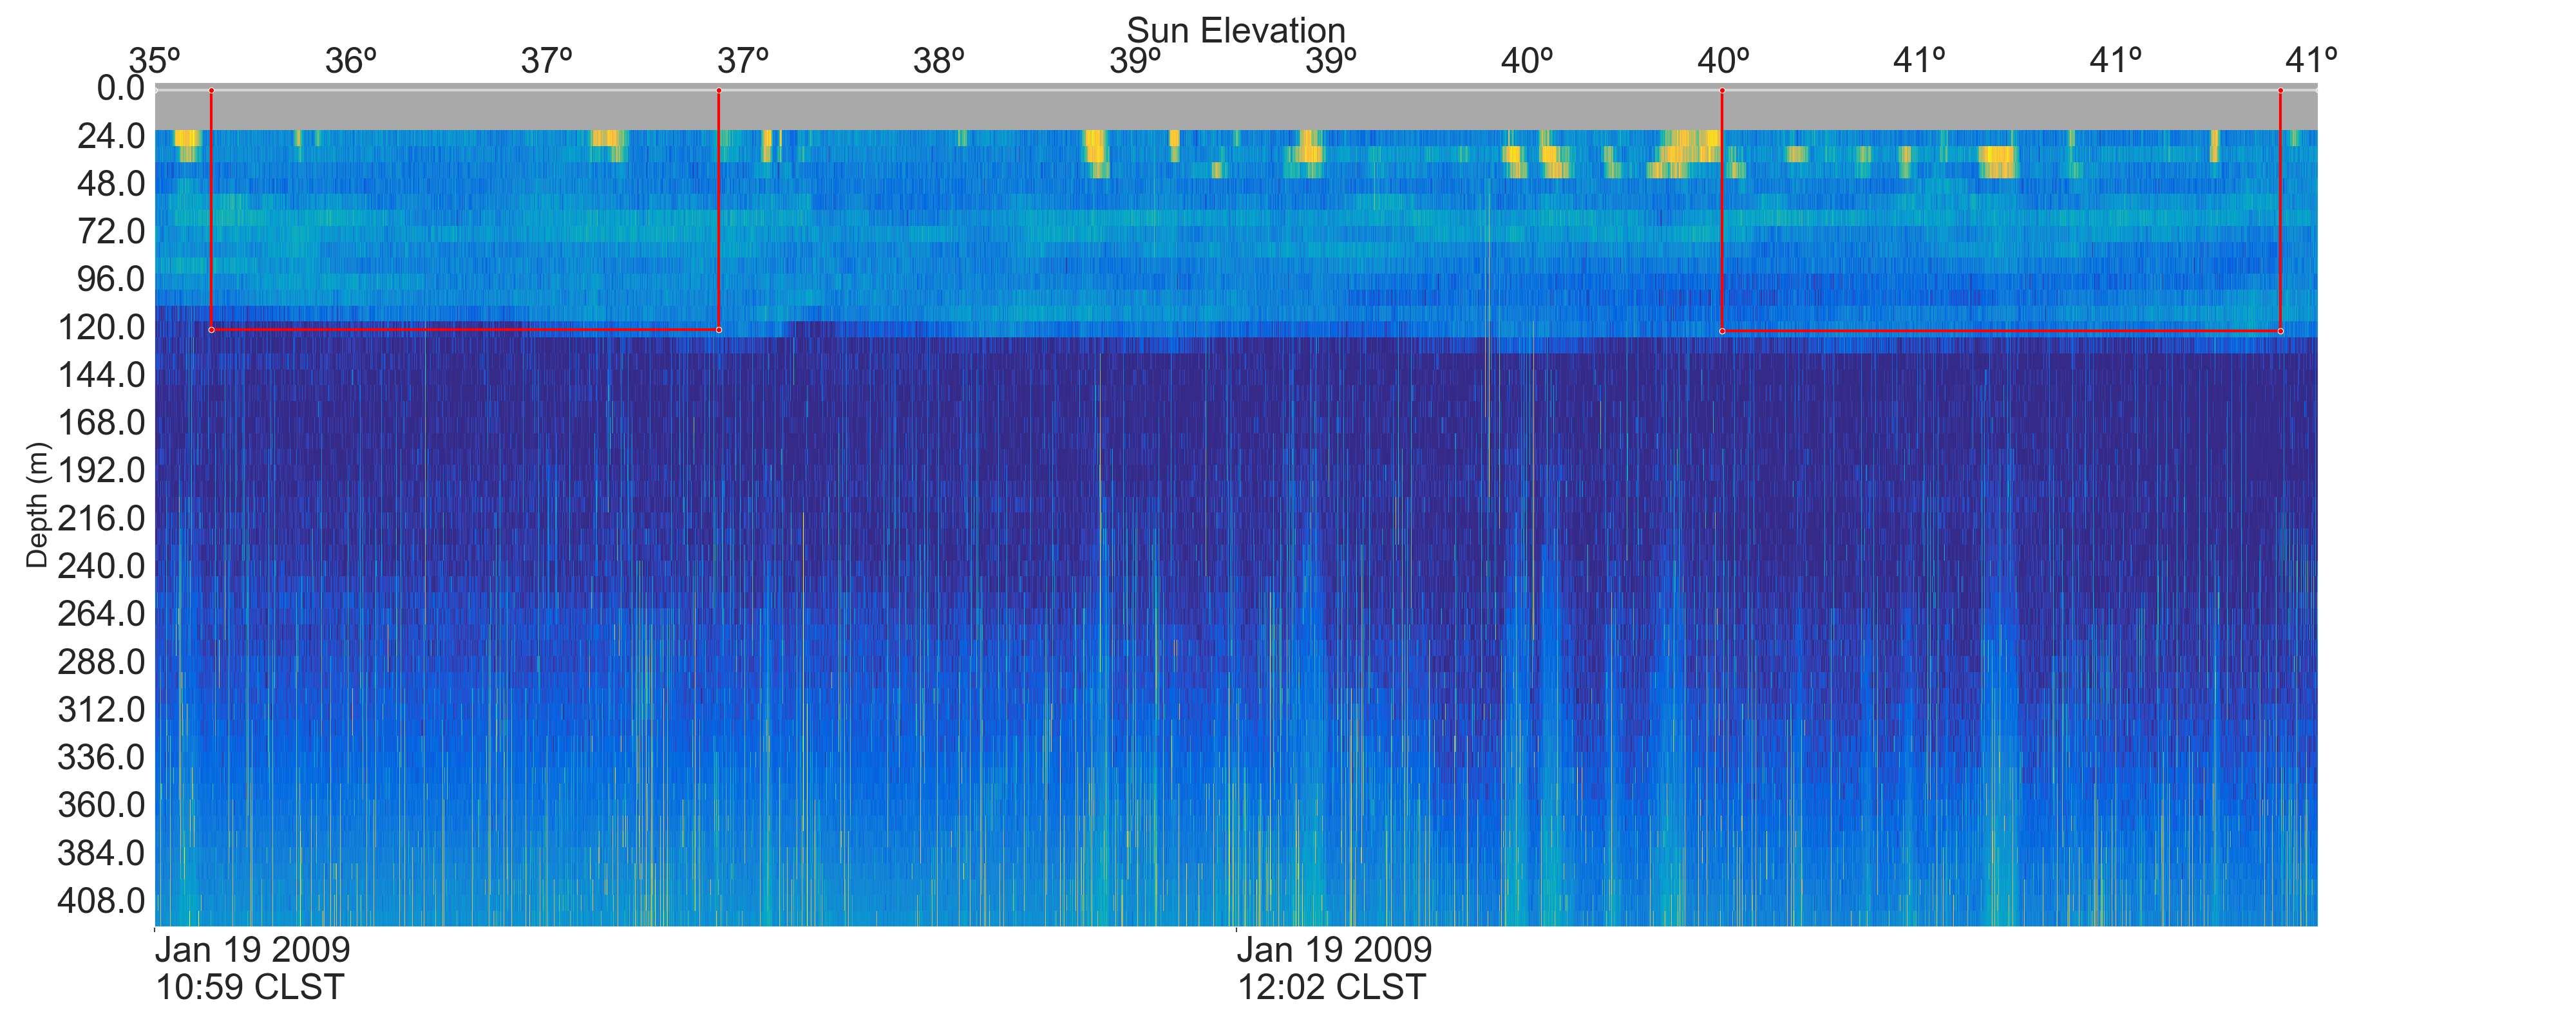 Sun Elevation
35º 36º 37º 37º 38º 39º 39º 40º 40º 41º 41º 41º
0.0
24.0
48.0
72.0
96.0
120.0
144.0
168.0
192.0
216.0
240.0
264.0
288.0
312.0
336.0
360.0
384.0
408.0
Depth (m)
Jan 19 2009
10:59 CLST
Jan 19 2009
12:02 CLST